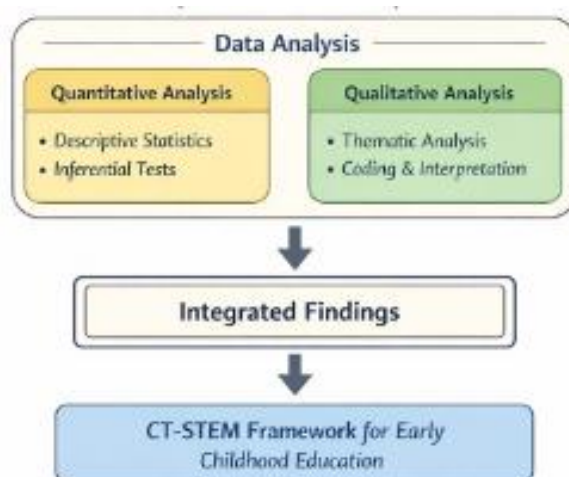 Data Analysis
Quantitative Analysis
• Descriptive Statistics
• Inferential Tests
Qualitative Analysis
• Thematic Analysis
• Coding & Interpretation
Integrated Findings
CT-STEM Framework for Early
Childhood Education